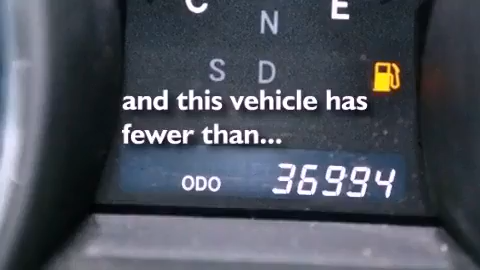 C E
N
S D
and this vehicle has
fewer than...
ODO 36994